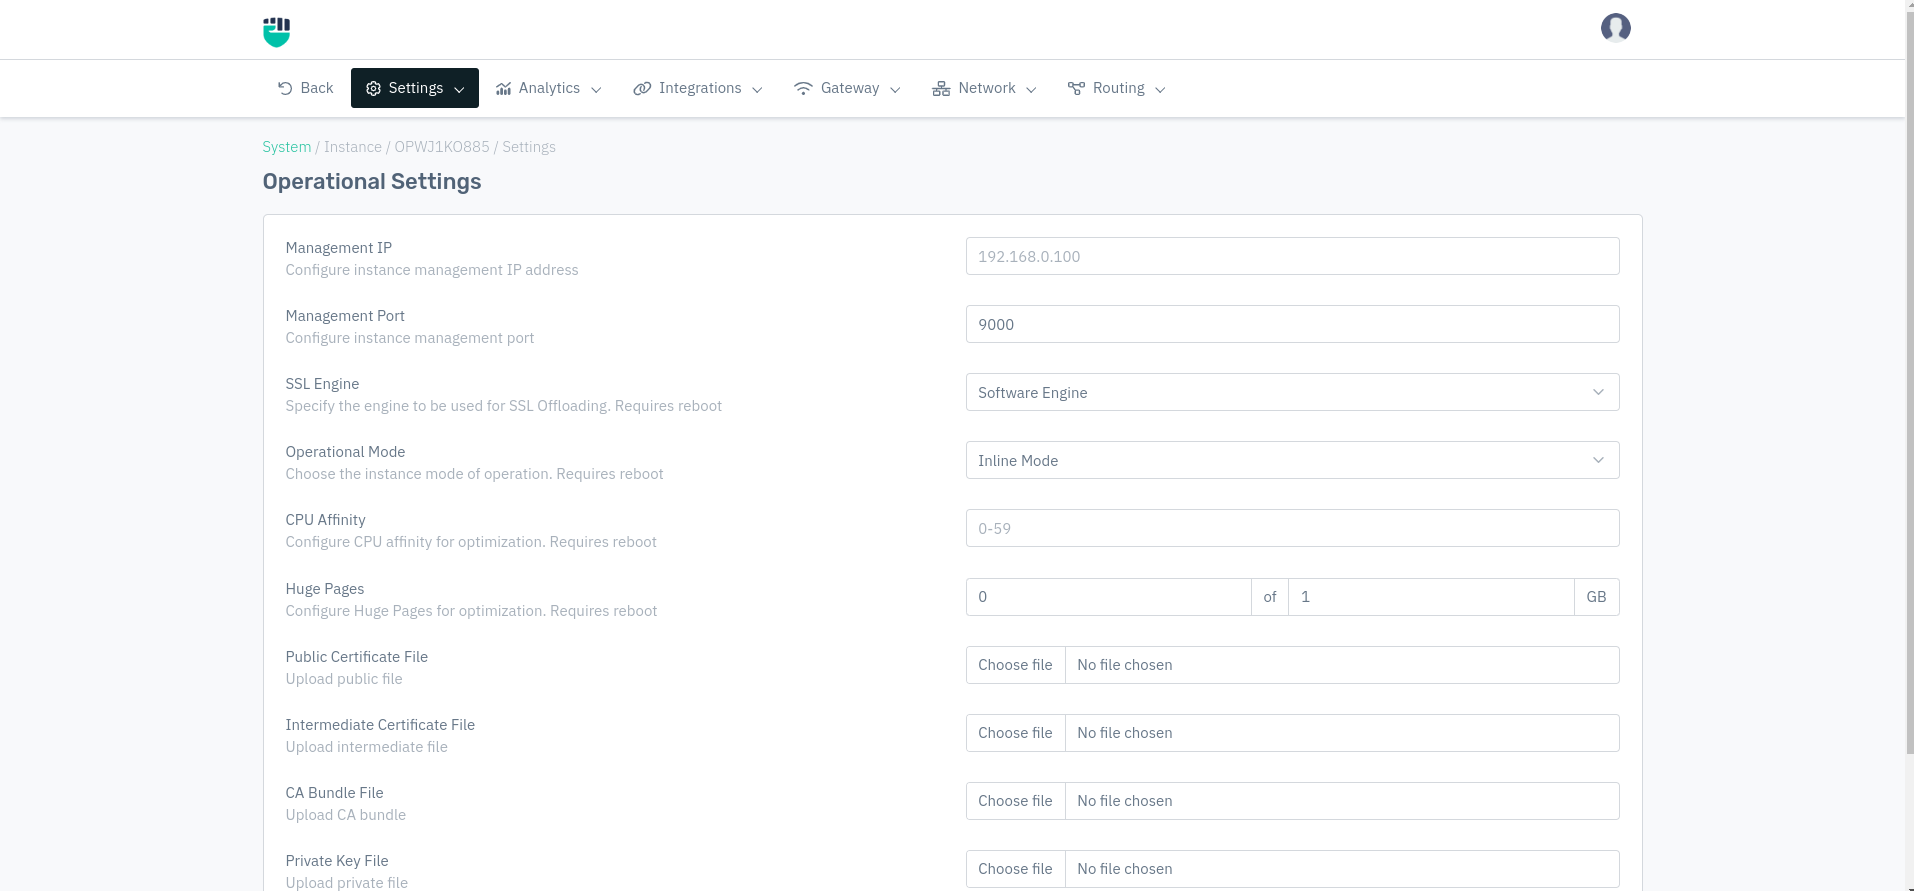 Back Settings Analytics Integrations Gateway Network Routing
System / Instance / OPWJ1KO885 / Settings
Operational Settings
Management IP
Configure instance management IP address
192.168.0.100
Management Port
Configure instance management port
9000
SSL Engine
Specify the engine to be used for SSL Offloading. Requires reboot
Software Engine
Operational Mode
Choose the instance mode of operation. Requires reboot
Inline Mode
CPU Affinity
Configure CPU affinity for optimization. Requires reboot
0-59
Huge Pages
Configure Huge Pages for optimization. Requires reboot
0 of 1 GB
Public Certificate File
Upload public file
Choose file No file chosen
Intermediate Certificate File
Upload intermediate file
Choose file No file chosen
CA Bundle File
Upload CA bundle
Choose file No file chosen
Private Key File
Upload private file
Choose file No file chosen